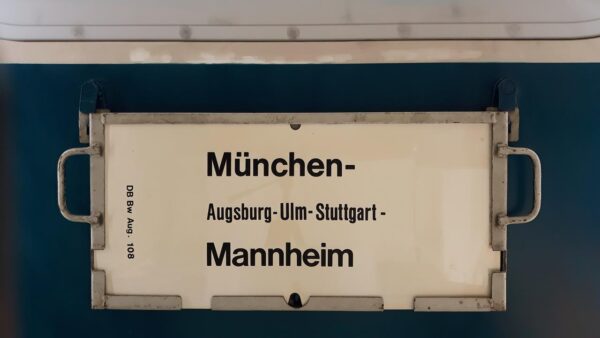 München-
Augsburg-Ulm-Stuttgart-
Mannheim
DB Bw Aug. 108